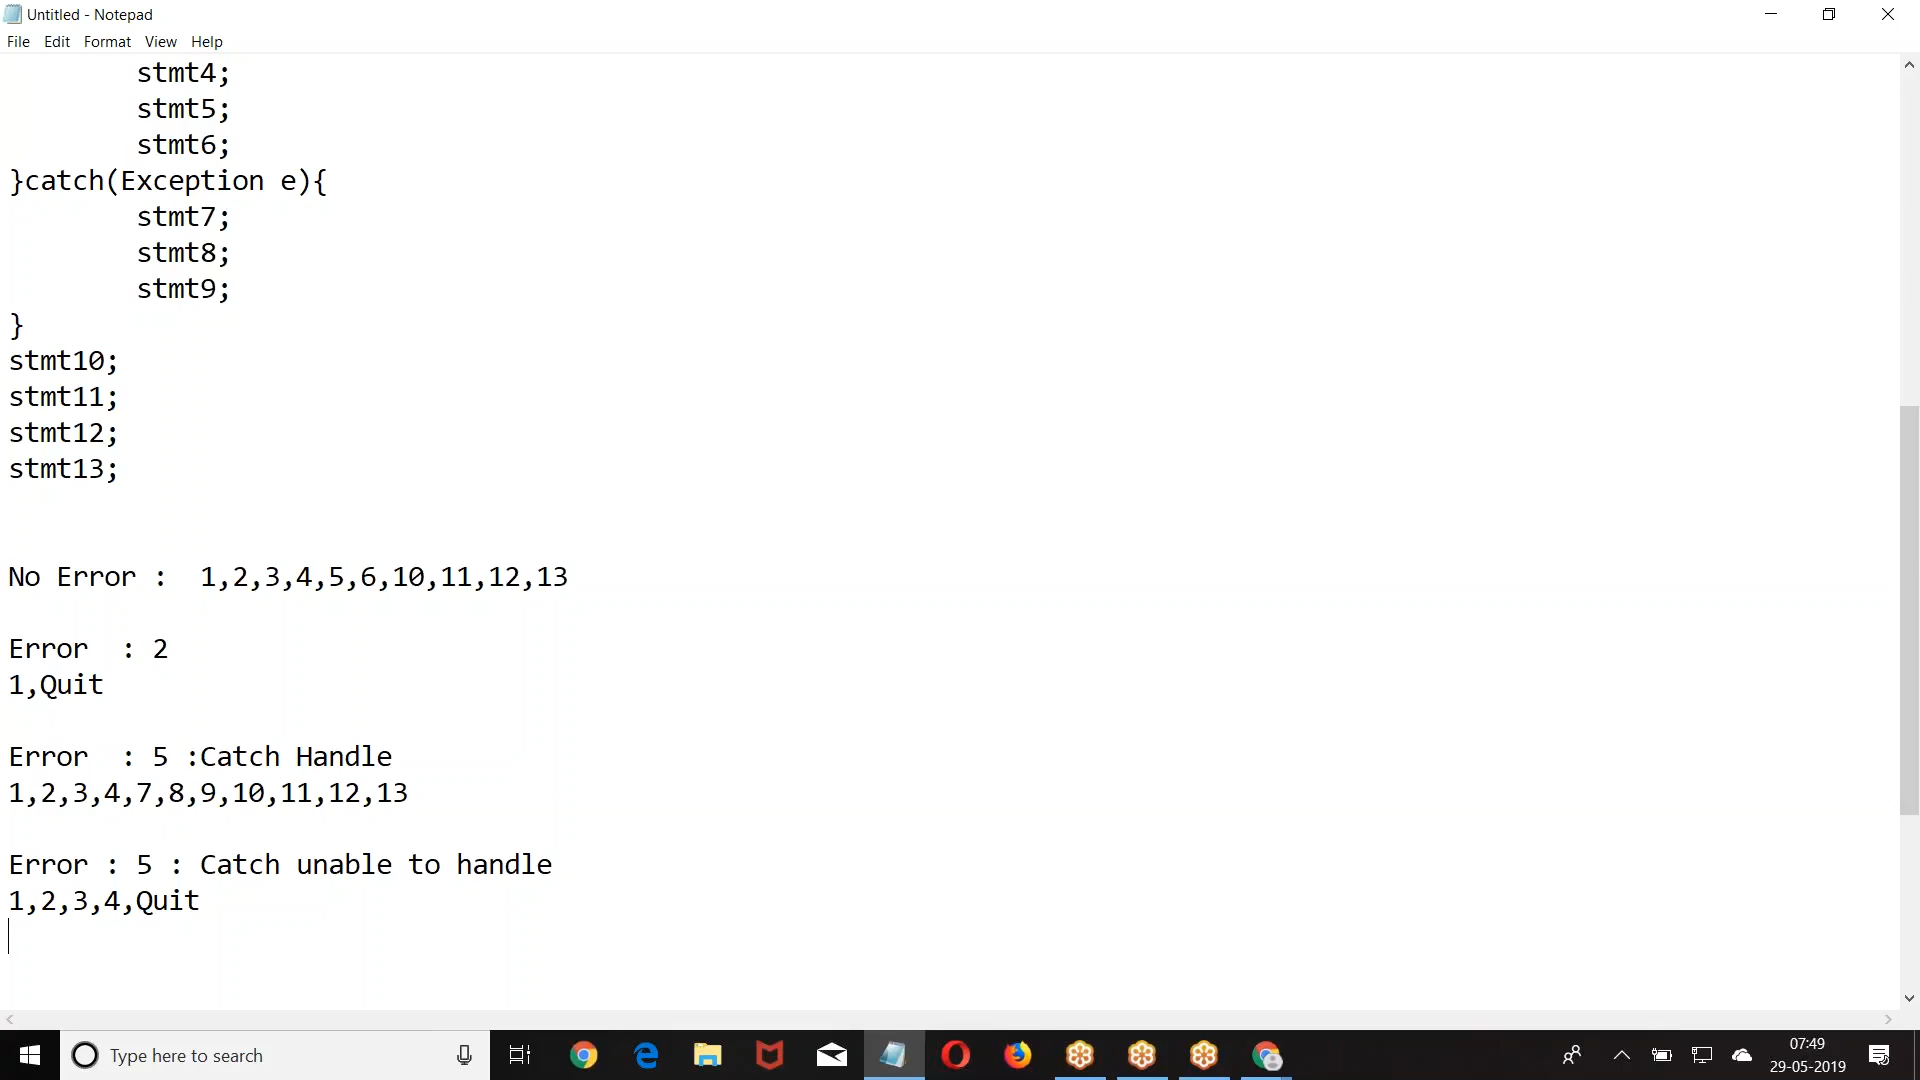 Untitled - Notepad
File Edit Format View Help
stmt4;
stmt5;
stmt6;
}catch(Exception e){
stmt7;
stmt8;
stmt9;
}
stmt10;
stmt11;
stmt12;
stmt13;
No Error :  1,2,3,4,5,6,10,11,12,13
Error  : 2
1,Quit
Error  : 5 :Catch Handle
1,2,3,4,7,8,9,10,11,12,13
Error : 5 : Catch unable to handle
1,2,3,4,Quit
Type here to search
07:49
29-05-2019